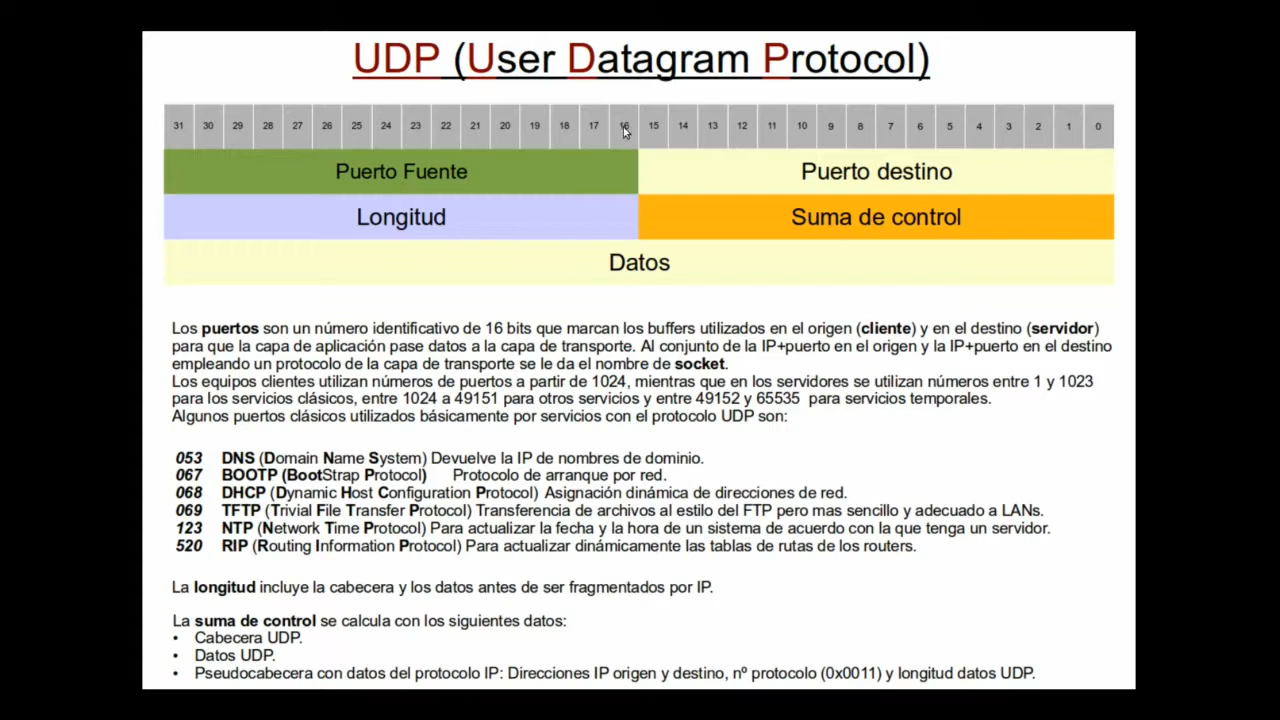 UDP (User Datagram Protocol)
31 30 29 28 27 26 25 24 23 22 21 20 19 18 17 16 15 14 13 12 11 10 9 8 7 6 5 4 3 2 1 0
Puerto Fuente Puerto destino
Longitud Suma de control
Datos
Los puertos son un número identificativo de 16 bits que marcan los buffers utilizados en el origen (cliente) y en el destino (servidor)
para que la capa de aplicación pase datos a la capa de transporte. Al conjunto de la IP+puerto en el origen y la IP+puerto en el destino
empleando un protocolo de la capa de transporte se le da el nombre de socket.
Los equipos clientes utilizan números de puertos a partir de 1024, mientras que en los servidores se utilizan números entre 1 y 1023
para los servicios clásicos, entre 1024 a 49151 para otros servicios y entre 49152 y 65535 para servicios temporales.
Algunos puertos clásicos utilizados básicamente por servicios con el protocolo UDP son:
053 DNS (Domain Name System) Devuelve la IP de nombres de dominio.
067 BOOTP (BootStrap Protocol) Protocolo de arranque por red.
068 DHCP (Dynamic Host Configuration Protocol) Asignación dinámica de direcciones de red.
069 TFTP (Trivial File Transfer Protocol) Transferencia de archivos al estilo del FTP pero mas sencillo y adecuado a LANs.
123 NTP (Network Time Protocol) Para actualizar la fecha y la hora de un sistema de acuerdo con la que tenga un servidor.
520 RIP (Routing Information Protocol) Para actualizar dinámicamente las tablas de rutas de los routers.
La longitud incluye la cabecera y los datos antes de ser fragmentados por IP.
La suma de control se calcula con los siguientes datos:
• Cabecera UDP.
• Datos UDP.
• Pseudocabecera con datos del protocolo IP: Direcciones IP origen y destino, nº protocolo (0x0011) y longitud datos UDP.